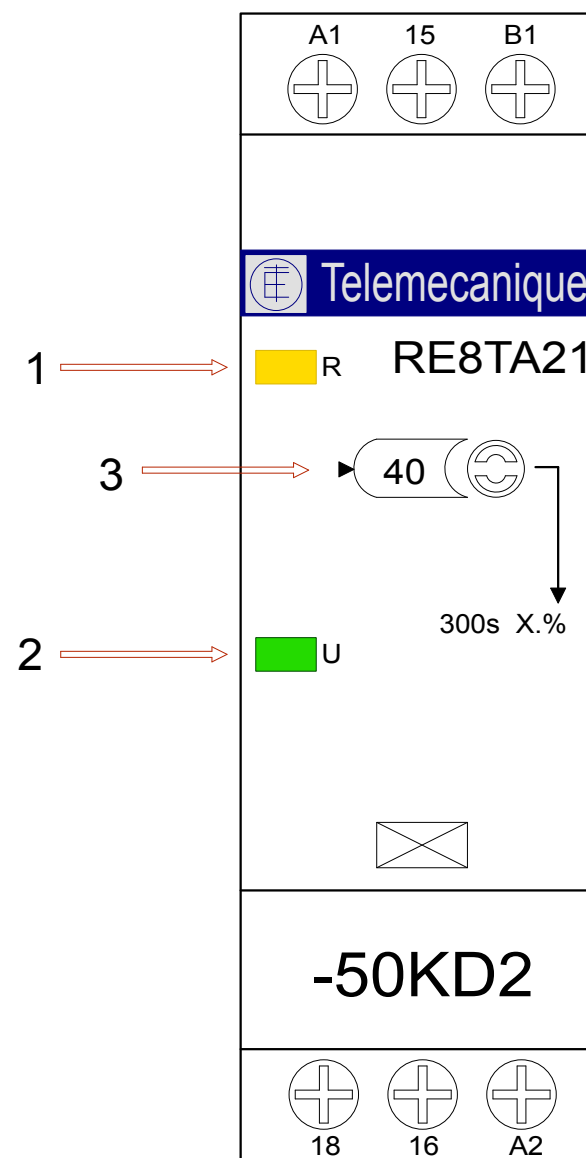 A1 15 B1
Telemecanique
1
R
RE8TA21
3
40
300s X.%
2
U
-50KD2
18 16 A2